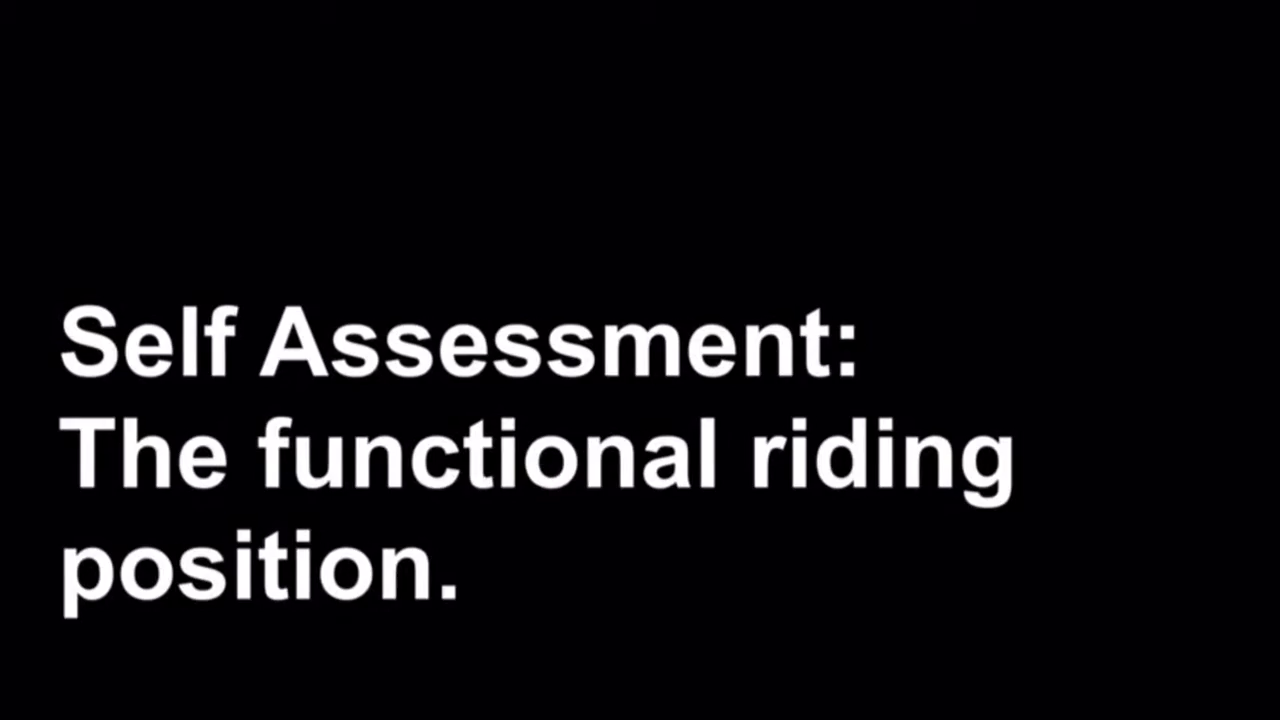 Self Assessment:
The functional riding
position.